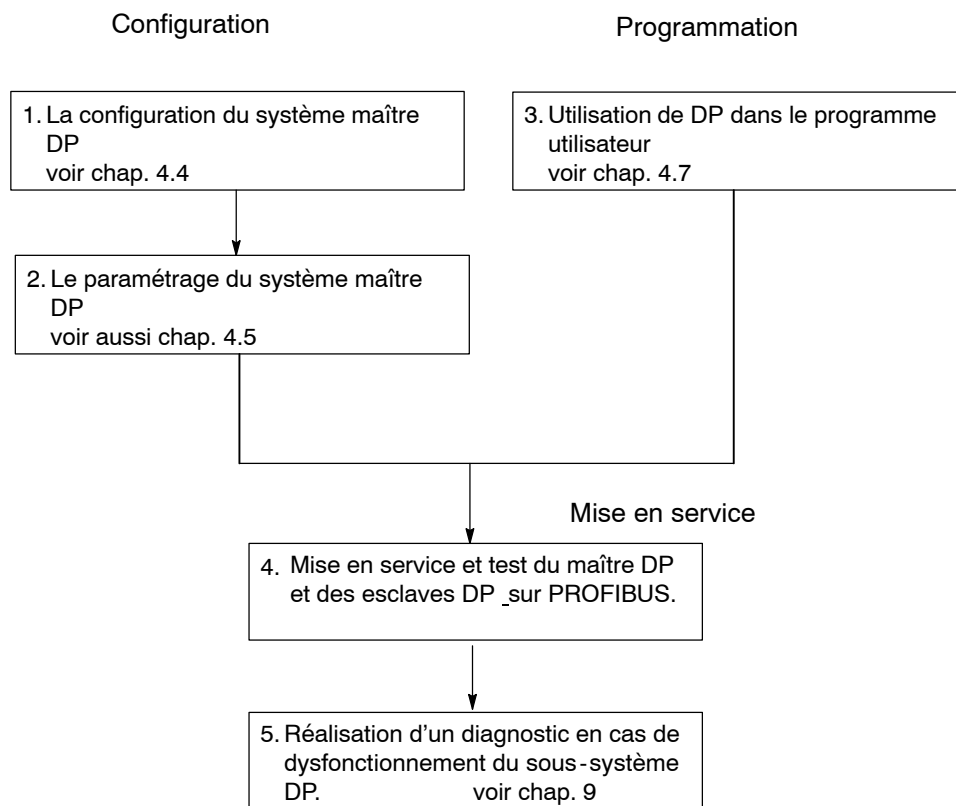 Configuration
Programmation
1. La configuration du système maître
DP
voir chap. 4.4
3. Utilisation de DP dans le programme
utilisateur
voir chap. 4.7
2. Le paramétrage du système maître
DP
voir aussi chap. 4.5
Mise en service
4. Mise en service et test du maître DP
et des esclaves DP _sur PROFIBUS.
5. Réalisation d'un diagnostic en cas de
dysfonctionnement du sous-système
DP. voir chap. 9